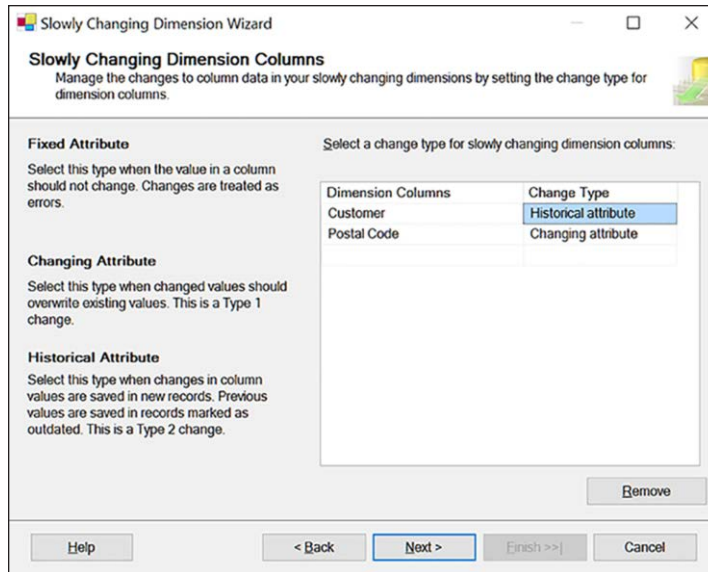 Slowly Changing Dimension Wizard
Slowly Changing Dimension Columns
Manage the changes to column data in your slowly changing dimensions by setting the change type for
dimension columns.
Fixed Attribute
Select this type when the value in a column
should not change. Changes are treated as
errors.
Changing Attribute
Select this type when changed values should
overwrite existing values. This is a Type 1
change.
Historical Attribute
Select this type when changes in column
values are saved in new records. Previous
values are saved in records marked as
outdated. This is a Type 2 change.
Select a change type for slowly changing dimension columns:
Dimension Columns Change Type
Customer Historical attribute
Postal Code Changing attribute
Remove
Help < Back Next > Finish >>| Cancel